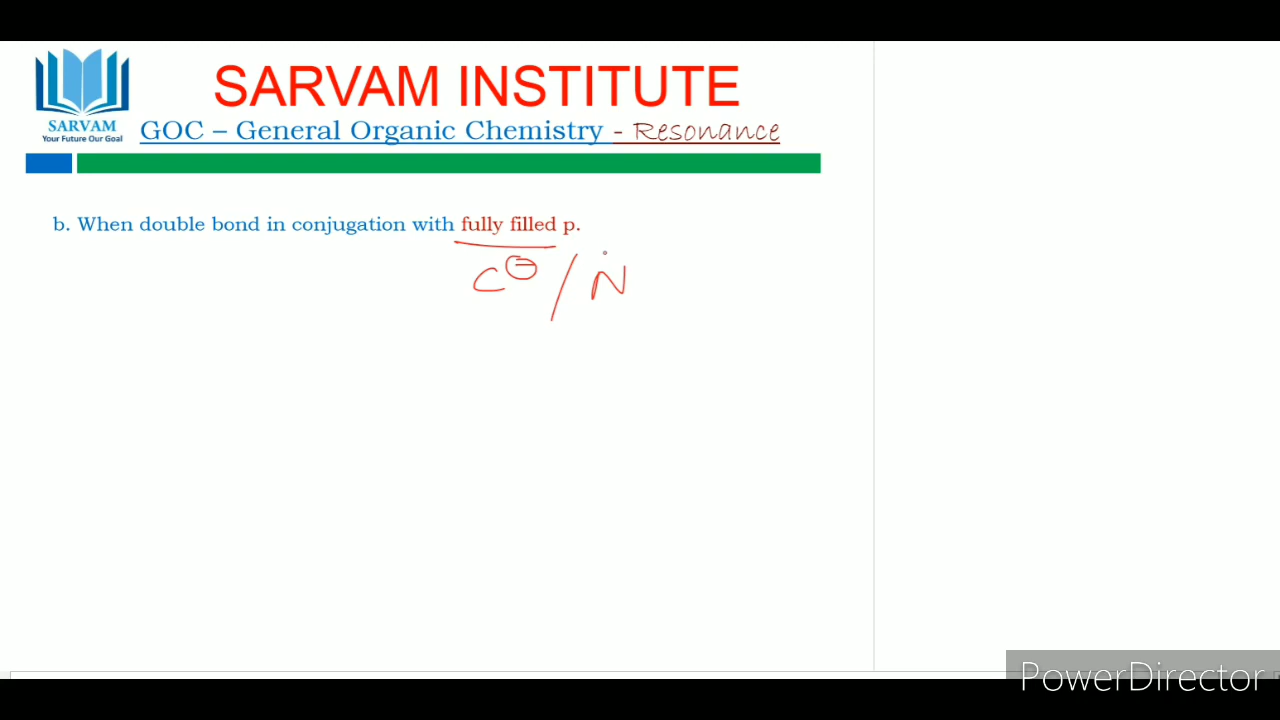 SARVAM INSTITUTE
SARVAM
Your Future Our Goal
GOC – General Organic Chemistry - Resonance
b. When double bond in conjugation with fully filled p.
C⊖ / Ṅ
PowerDirector